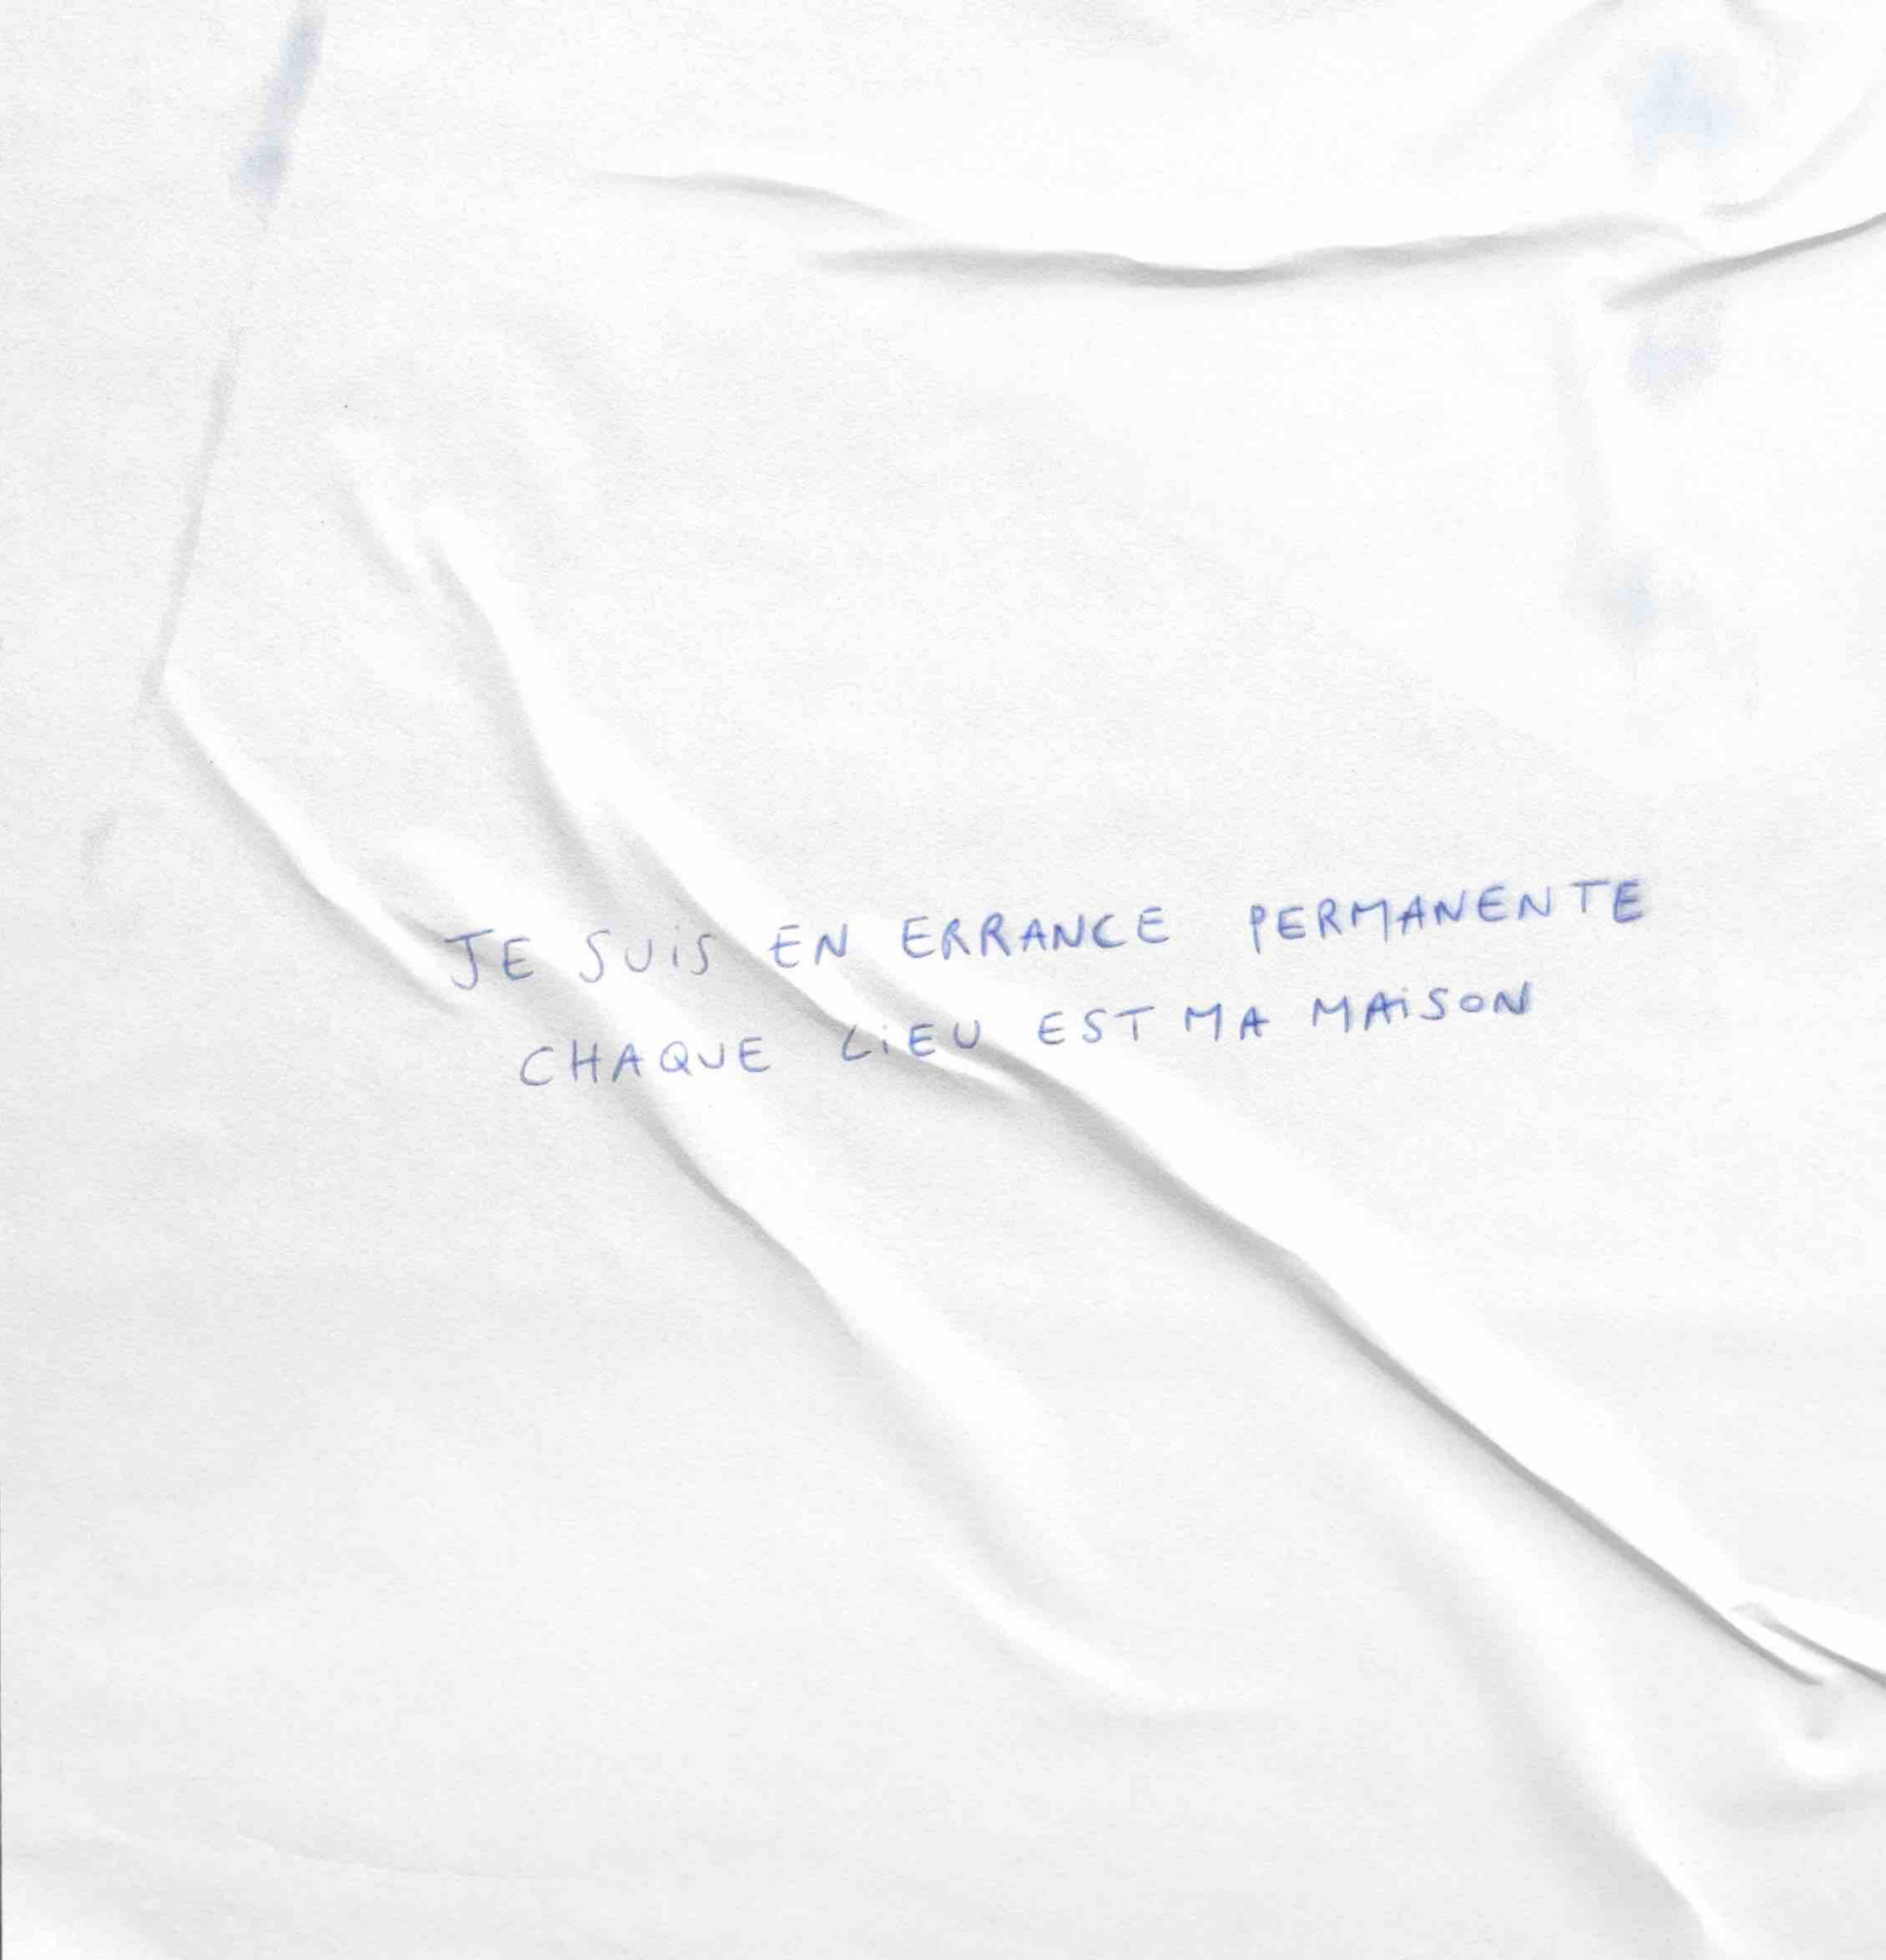 JE SUiS EN ERRANCE PERMANENTE
CHAQUE LiEU EST MA MAiSON